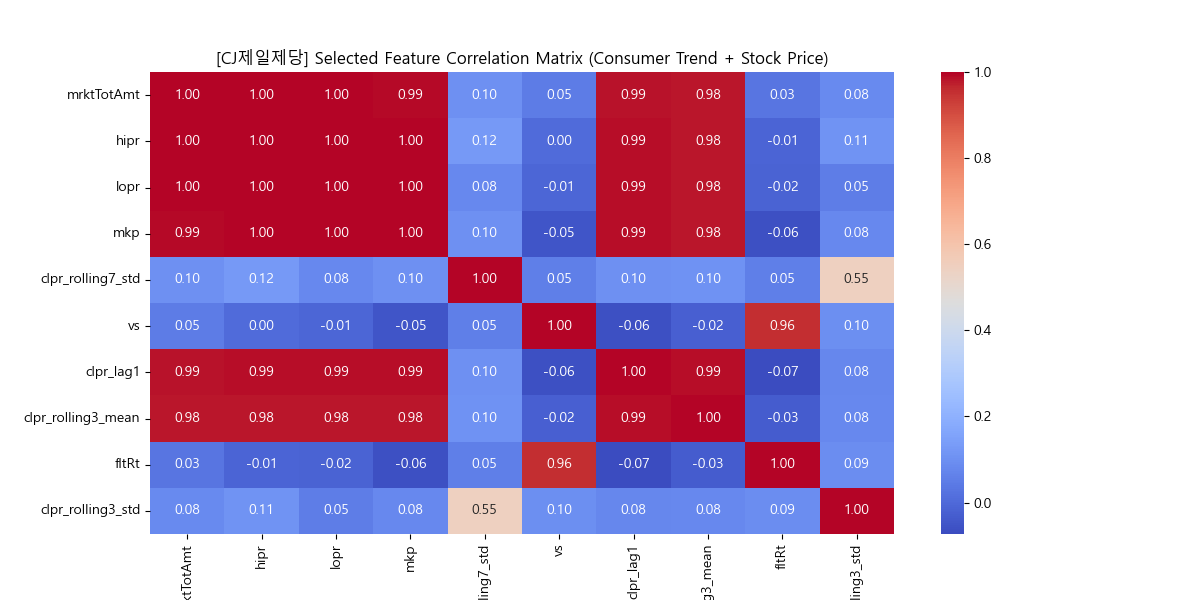 [CJ제일제당] Selected Feature Correlation Matrix (Consumer Trend + Stock Price)
mrktTotAmt 1.00 1.00 1.00 0.99 0.10 0.05 0.99 0.98 0.03 0.08
hipr 1.00 1.00 1.00 1.00 0.12 0.00 0.99 0.98 -0.01 0.11
lopr 1.00 1.00 1.00 1.00 0.08 -0.01 0.99 0.98 -0.02 0.05
mkp 0.99 1.00 1.00 1.00 0.10 -0.05 0.99 0.98 -0.06 0.08
clpr_rolling7_std 0.10 0.12 0.08 0.10 1.00 0.05 0.10 0.10 0.05 0.55
vs 0.05 0.00 -0.01 -0.05 0.05 1.00 -0.06 -0.02 0.96 0.10
clpr_lag1 0.99 0.99 0.99 0.99 0.10 -0.06 1.00 0.99 -0.07 0.08
clpr_rolling3_mean 0.98 0.98 0.98 0.98 0.10 -0.02 0.99 1.00 -0.03 0.08
fltRt 0.03 -0.01 -0.02 -0.06 0.05 0.96 -0.07 -0.03 1.00 0.09
clpr_rolling3_std 0.08 0.11 0.05 0.08 0.55 0.10 0.08 0.08 0.09 1.00
ktTotAmt hipr lopr mkp ling7_std vs clpr_lag1 g3_mean fltRt ling3_std
1.0
0.8
0.6
0.4
0.2
0.0